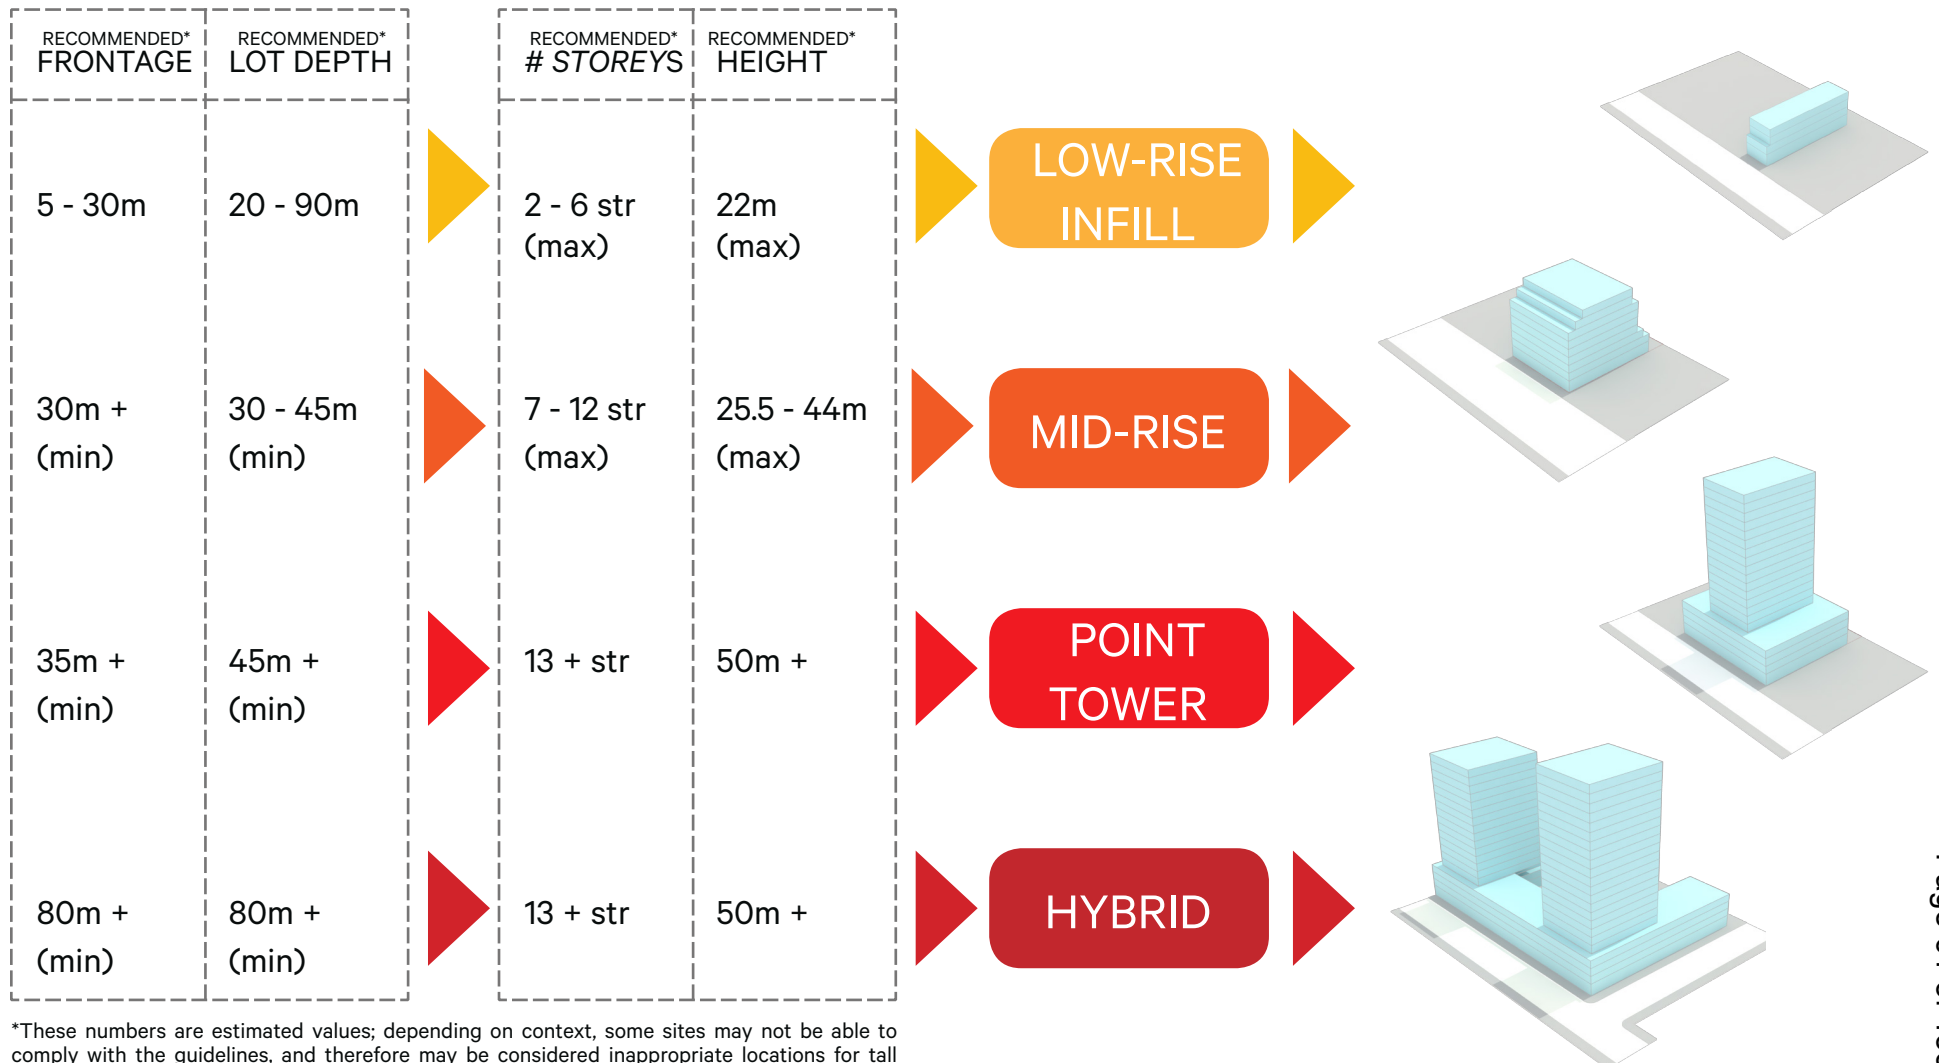 RECOMMENDED* RECOMMENDED* RECOMMENDED* RECOMMENDED*
FRONTAGE LOT DEPTH # STOREYS HEIGHT
5 - 30m 20 - 90m 2 - 6 str (max) 22m (max)
LOW-RISE
INFILL
30m + (min) 30 - 45m (min) 7 - 12 str (max) 25.5 - 44m (max)
MID-RISE
35m + (min) 45m + (min) 13 + str 50m +
POINT
TOWER
80m + (min) 80m + (min) 13 + str 50m +
HYBRID
*These numbers are estimated values; depending on context, some sites may not be able to
comply with the guidelines, and therefore may be considered inappropriate locations for tall